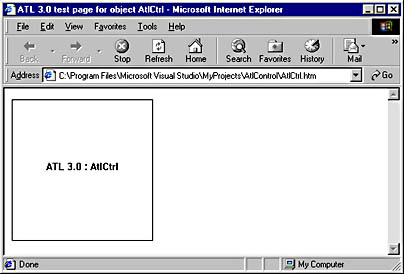 ATL 3.0 test page for object AtlCtrl - Microsoft Internet Explorer
File Edit View Favorites Tools Help
Back Forward Stop Refresh Home Search Favorites History Mail
Address C:\Program Files\Microsoft Visual Studio\MyProjects\AtlControl\AtlCtrl.htm Go
ATL 3.0 : AtlCtrl
Done My Computer